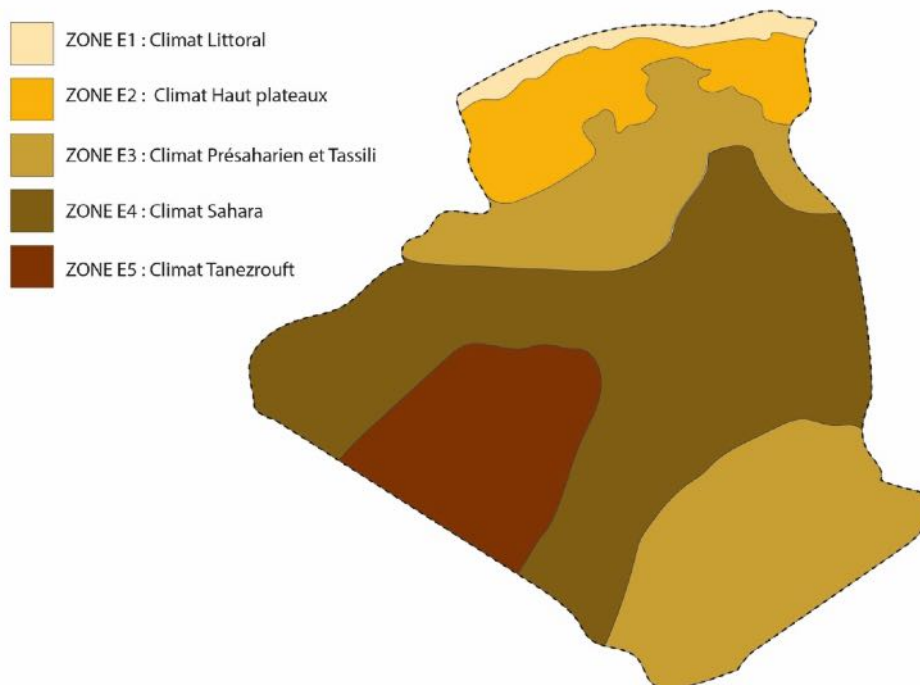 ZONE E1 : Climat Littoral
ZONE E2 : Climat Haut plateaux
ZONE E3 : Climat Présaharien et Tassili
ZONE E4 : Climat Sahara
ZONE E5 : Climat Tanezrouft